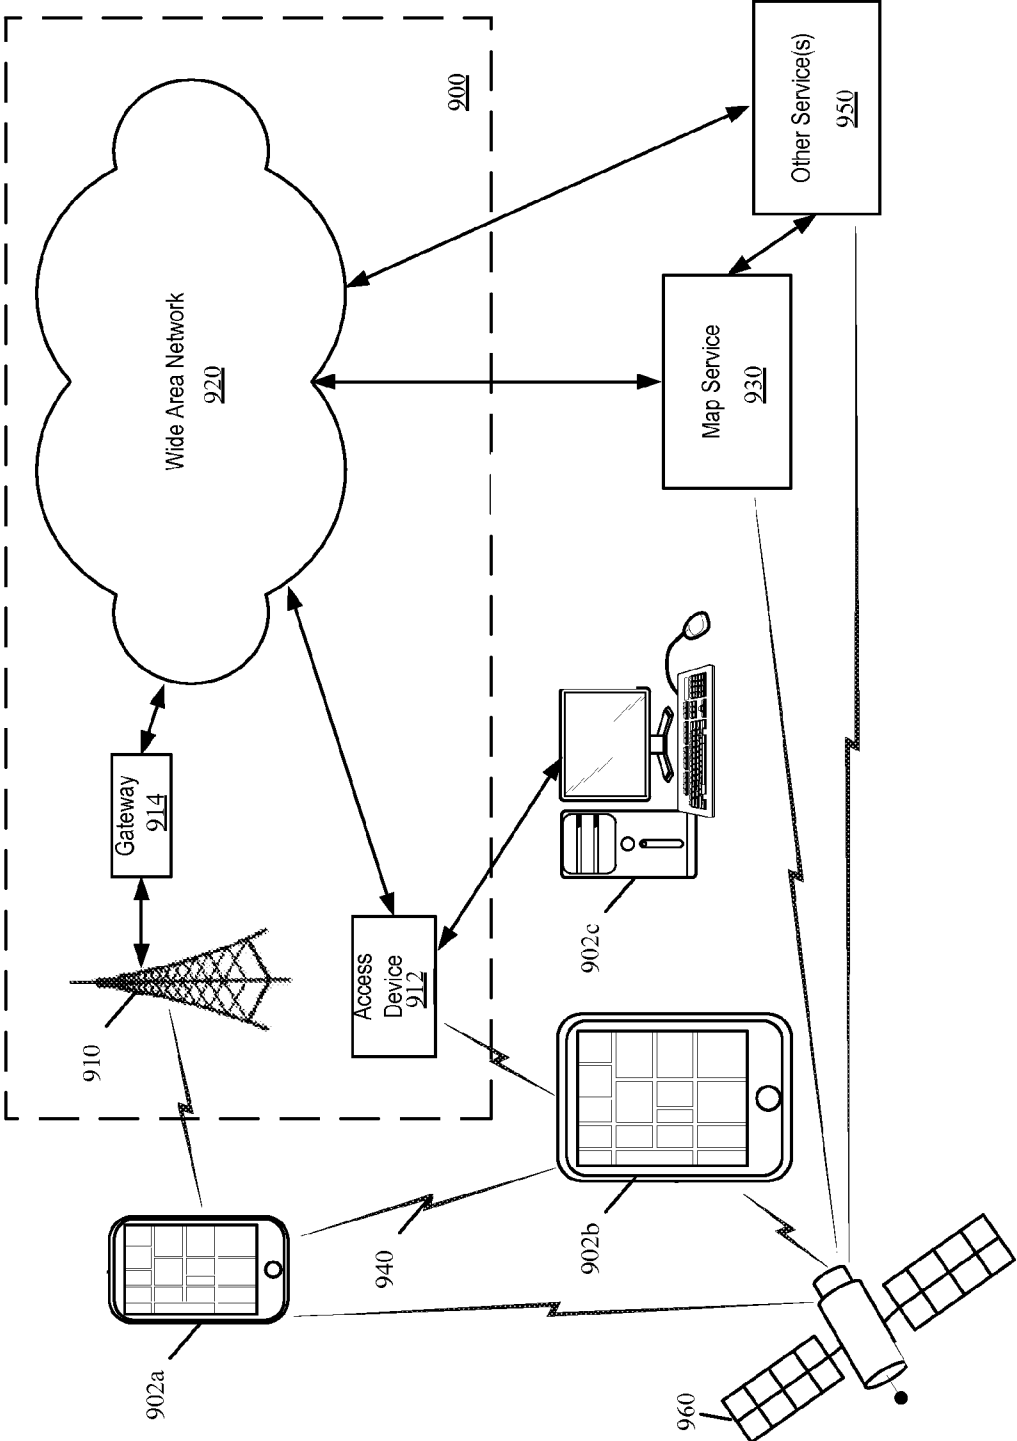 900
Wide Area Network
920
Other Service(s)
950
Map Service
930
Gateway
914
910
Access
Device
912
902c
902a
940
902b
960